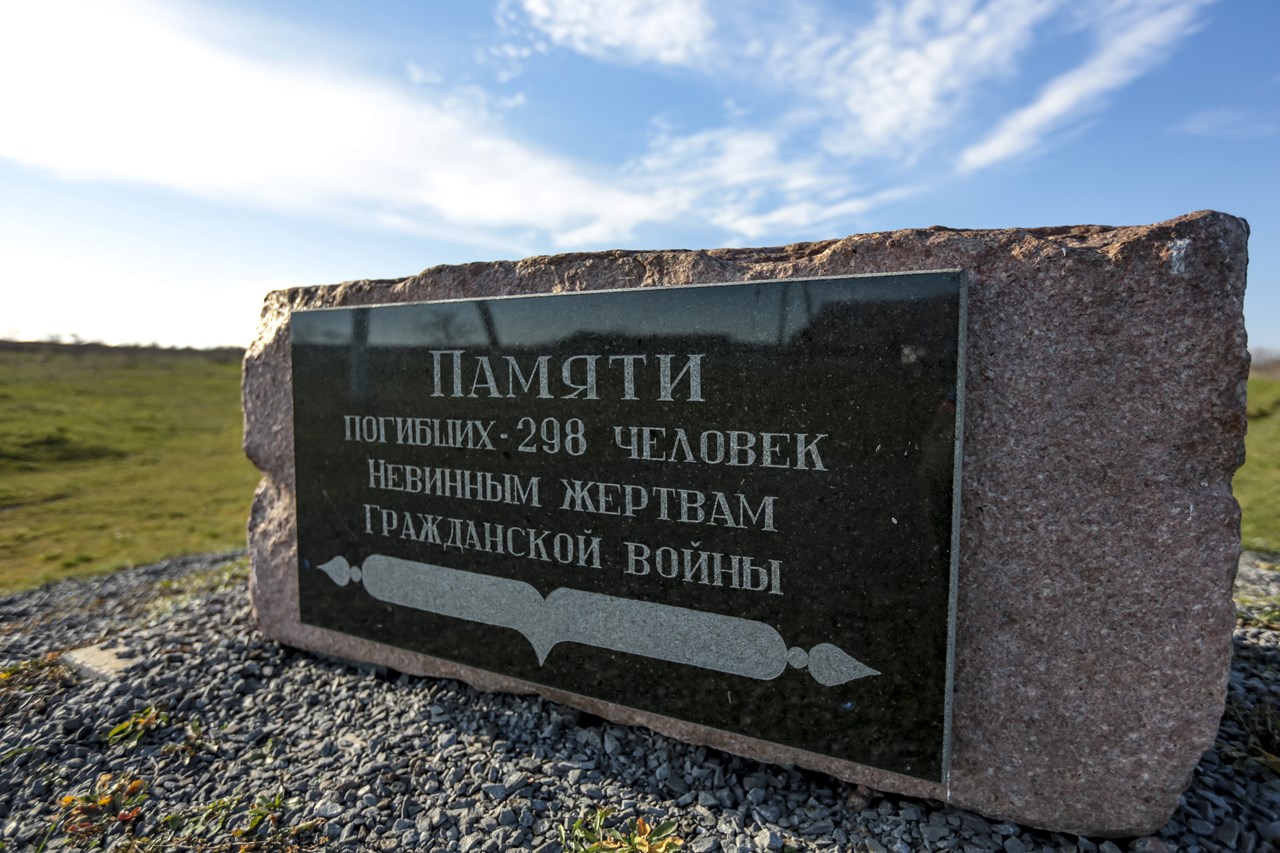 Памяти
погибших - 298 человек
Невинным жертвам
Гражданской войны